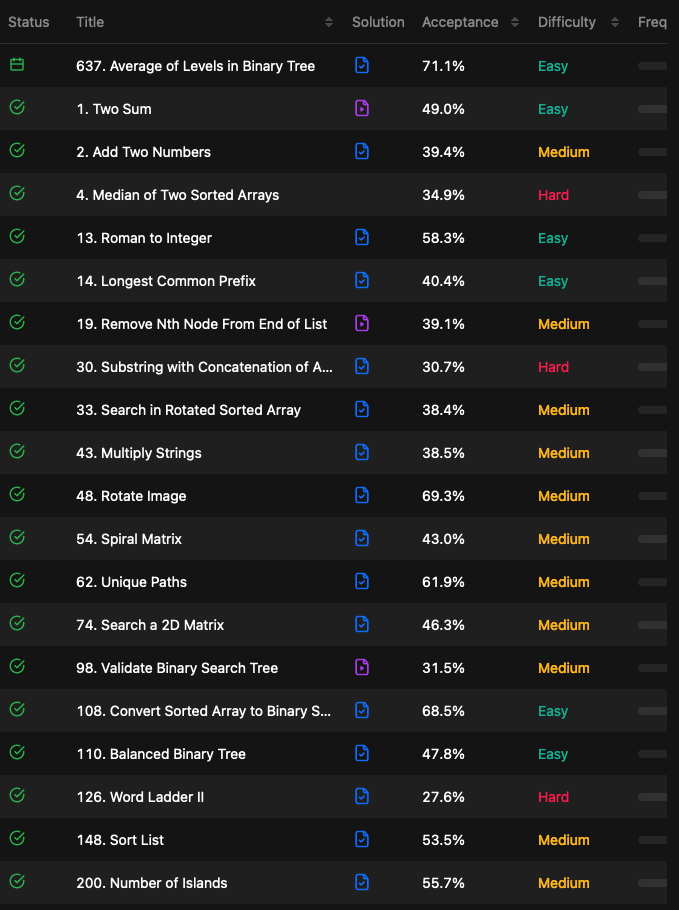 Status Title Solution Acceptance Difficulty Freq
637. Average of Levels in Binary Tree 71.1% Easy
1. Two Sum 49.0% Easy
2. Add Two Numbers 39.4% Medium
4. Median of Two Sorted Arrays 34.9% Hard
13. Roman to Integer 58.3% Easy
14. Longest Common Prefix 40.4% Easy
19. Remove Nth Node From End of List 39.1% Medium
30. Substring with Concatenation of A... 30.7% Hard
33. Search in Rotated Sorted Array 38.4% Medium
43. Multiply Strings 38.5% Medium
48. Rotate Image 69.3% Medium
54. Spiral Matrix 43.0% Medium
62. Unique Paths 61.9% Medium
74. Search a 2D Matrix 46.3% Medium
98. Validate Binary Search Tree 31.5% Medium
108. Convert Sorted Array to Binary S... 68.5% Easy
110. Balanced Binary Tree 47.8% Easy
126. Word Ladder II 27.6% Hard
148. Sort List 53.5% Medium
200. Number of Islands 55.7% Medium